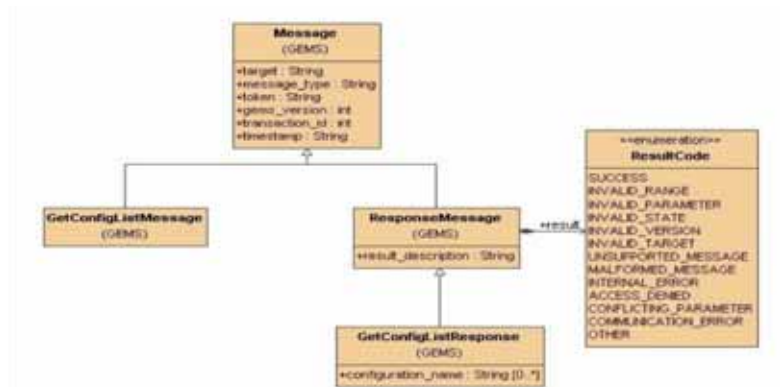 Message
(GEMS)
+target : String
+message_type : String
+token : String
+gems_version : int
+transaction_id : int
+timestamp : String
<<enumeration>>
ResultCode
SUCCESS
INVALID_RANGE
INVALID_PARAMETER
INVALID_STATE
INVALID_VERSION
INVALID_TARGET
UNSUPPORTED_MESSAGE
MALFORMED_MESSAGE
INTERNAL_ERROR
ACCESS_DENIED
CONFLICTING_PARAMETER
COMMUNICATION_ERROR
OTHER
GetConfigListMessage
(GEMS)
ResponseMessage
(GEMS)
+result_description : String
+result
GetConfigListResponse
(GEMS)
+configuration_name : String [0..*]